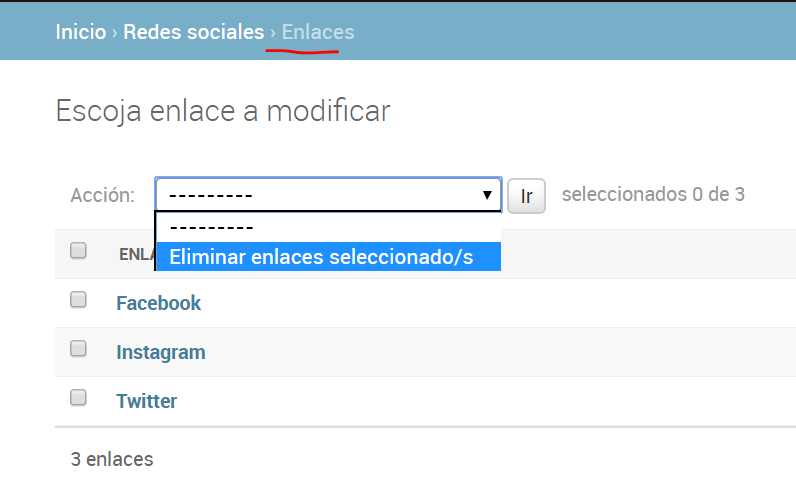 Inicio › Redes sociales › Enlaces
Escoja enlace a modificar
Acción: --------- Ir seleccionados 0 de 3
---------
Eliminar enlaces seleccionado/s
Facebook
Instagram
Twitter
3 enlaces